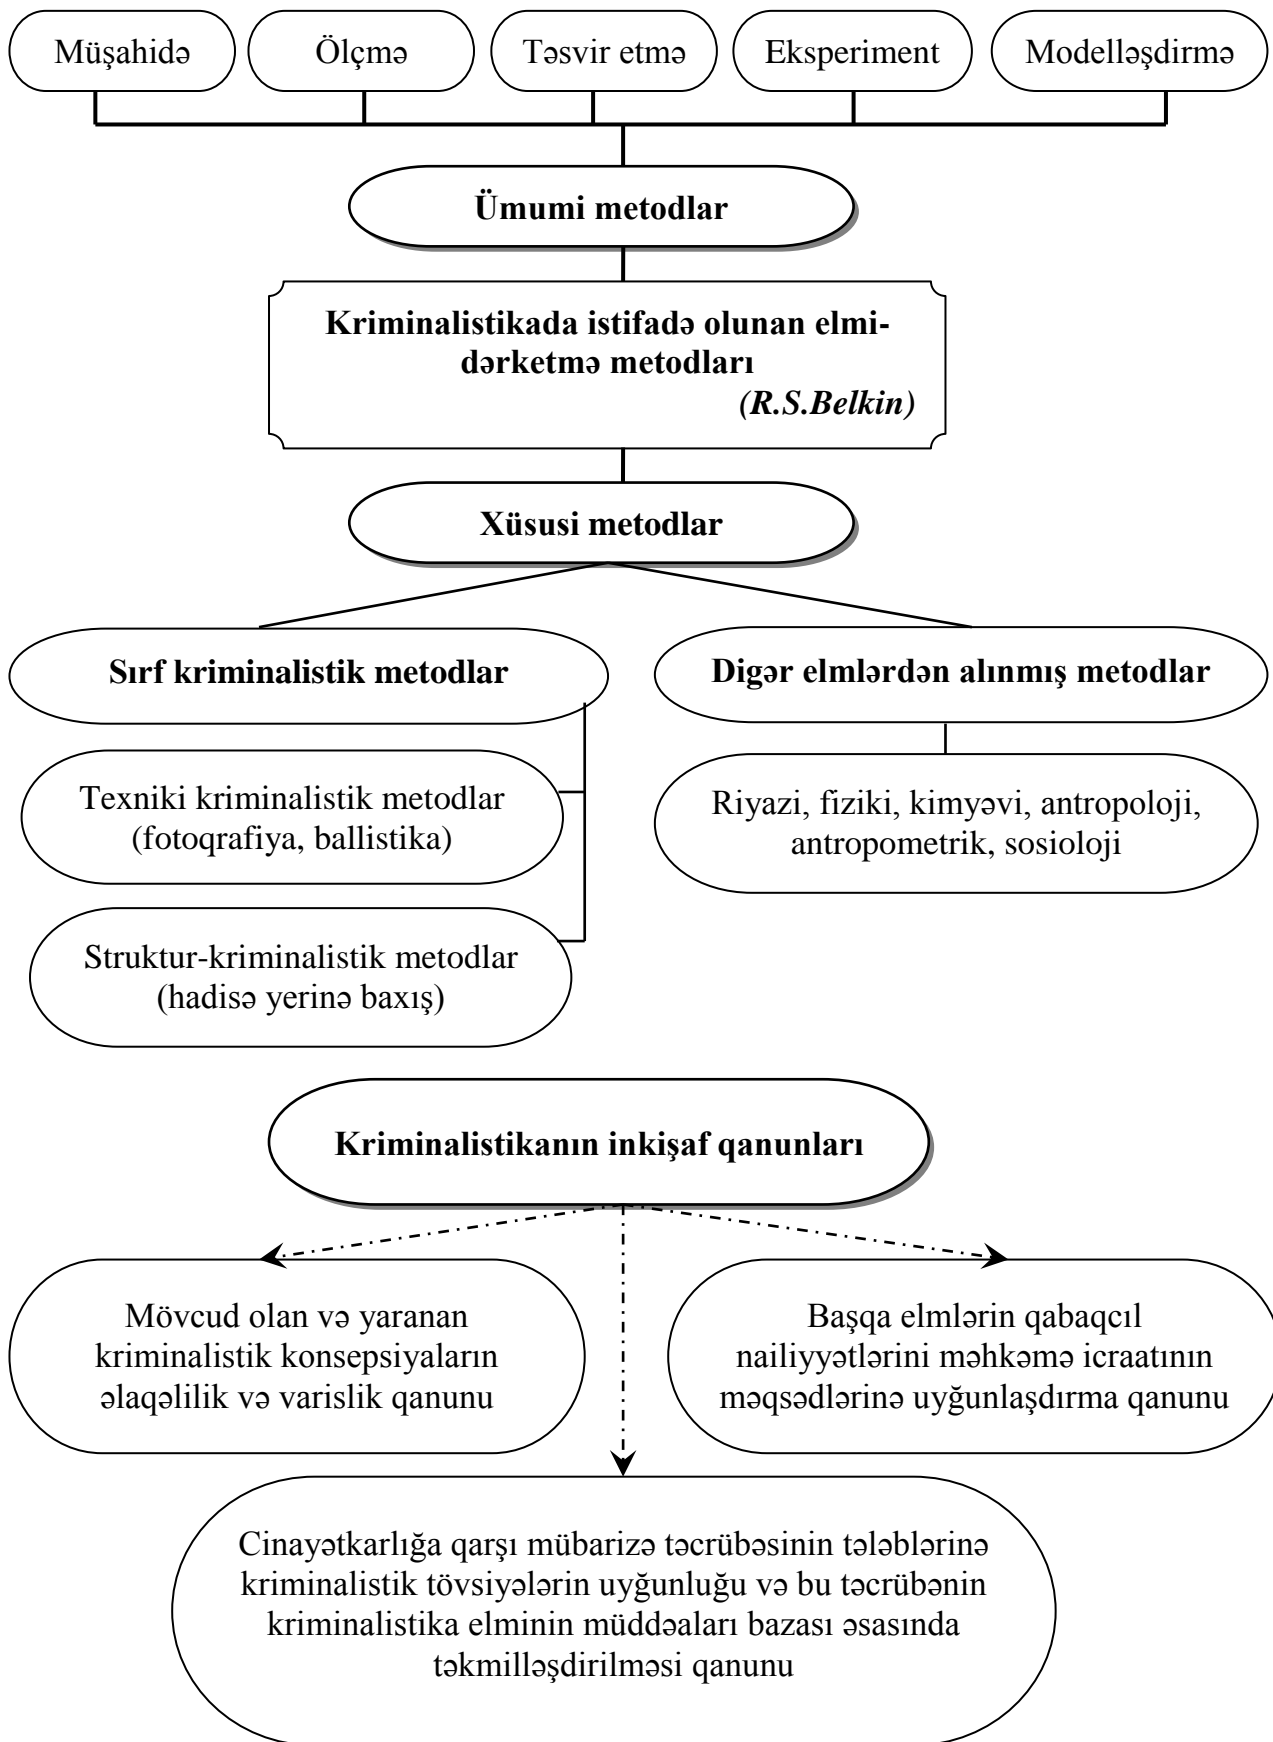 Müşahidə
Ölçmə
Təsvir etmə
Eksperiment
Modelləşdirmə
Ümumi metodlar
Kriminalistikada istifadə olunan elmi-
dərketmə metodları
(R.S.Belkin)
Xüsusi metodlar
Sırf kriminalistik metodlar
Digər elmlərdən alınmış metodlar
Texniki kriminalistik metodlar
(fotoqrafiya, ballistika)
Riyazi, fiziki, kimyəvi, antropoloji,
antropometrik, sosioloji
Struktur-kriminalistik metodlar
(hadisə yerinə baxış)
Kriminalistikanın inkişaf qanunları
Mövcud olan və yaranan
kriminalistik konsepsiyaların
əlaqəlilik və varislik qanunu
Başqa elmlərin qabaqcıl
nailiyyətlərini məhkəmə icraatının
məqsədlərinə uyğunlaşdırma qanunu
Cinayətkarlığa qarşı mübarizə təcrübəsinin tələblərinə
kriminalistik tövsiyələrin uyğunluğu və bu təcrübənin
kriminalistika elminin müddəaları bazası əsasında
təkmilləşdirilməsi qanunu